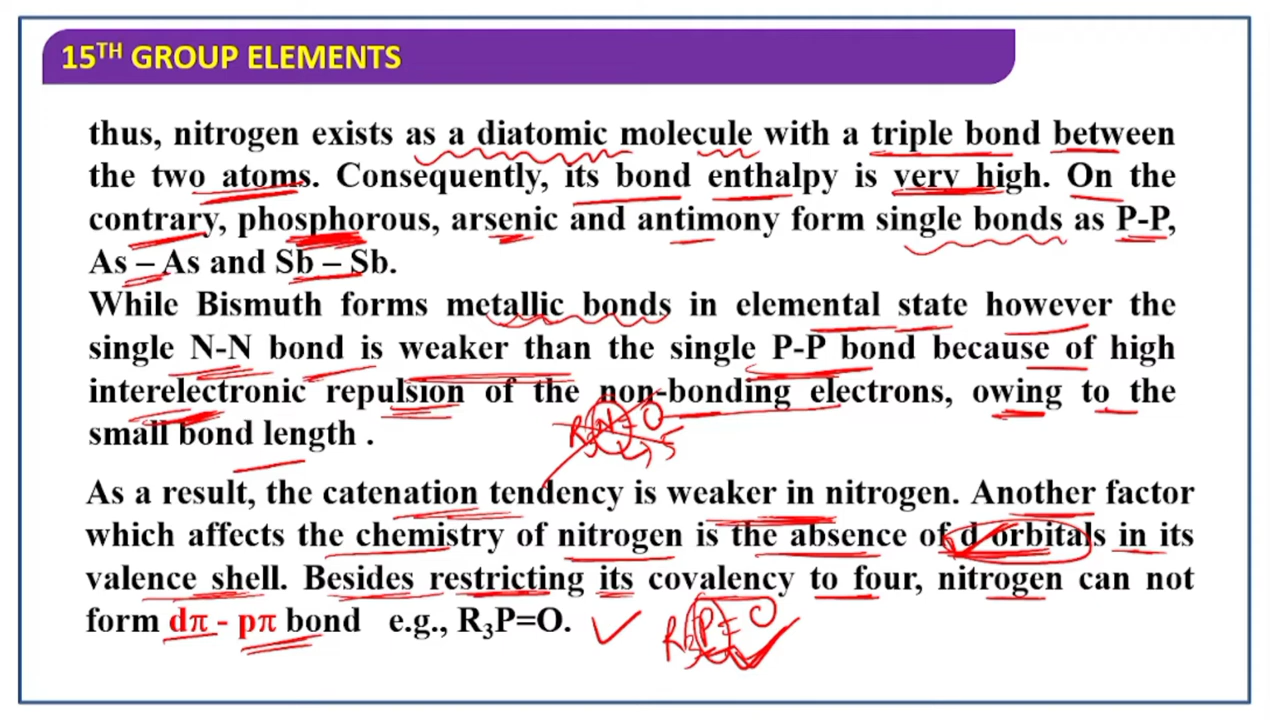 15TH GROUP ELEMENTS
thus, nitrogen exists as a diatomic molecule with a triple bond between
the two atoms. Consequently, its bond enthalpy is very high. On the
contrary, phosphorous, arsenic and antimony form single bonds as P-P,
As – As and Sb – Sb.
While Bismuth forms metallic bonds in elemental state however the
single N-N bond is weaker than the single P-P bond because of high
interelectronic repulsion of the non-bonding electrons, owing to the
small bond length .
R3N=O 5
As a result, the catenation tendency is weaker in nitrogen. Another factor
which affects the chemistry of nitrogen is the absence of d orbitals in its
valence shell. Besides restricting its covalency to four, nitrogen can not
form dπ - pπ bond e.g., R3P=O.
R3P=O